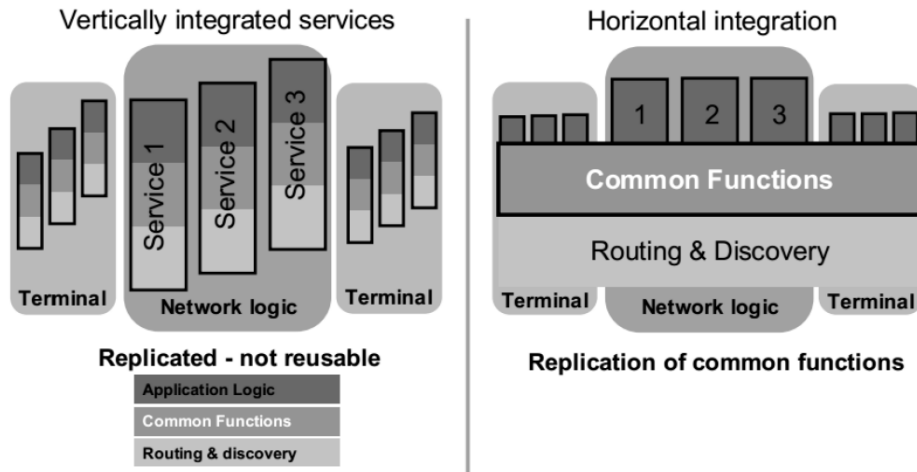 Vertically integrated services
Service 1
Service 2
Service 3
Terminal
Network logic
Terminal
Replicated - not reusable
Application Logic
Common Functions
Routing & discovery
Horizontal integration
1
2
3
Common Functions
Routing & Discovery
Terminal
Network logic
Terminal
Replication of common functions